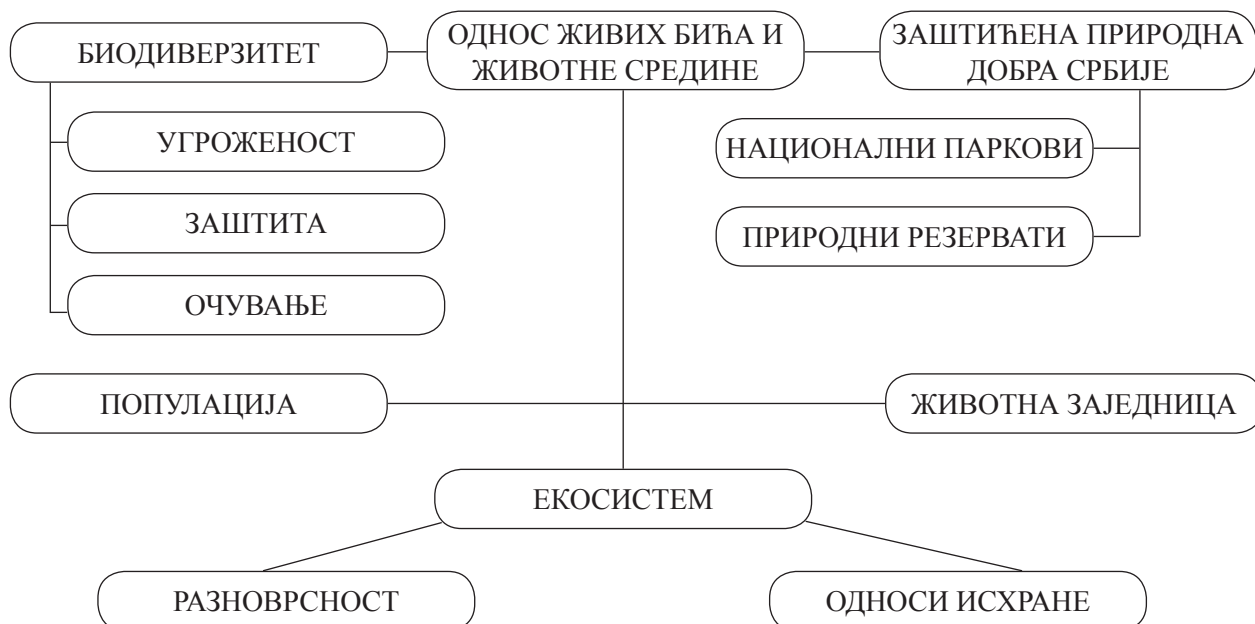 БИОДИВЕРЗИТЕТ
ОДНОС ЖИВИХ БИЋА И
ЖИВОТНЕ СРЕДИНЕ
ЗАШТИЋЕНА ПРИРОДНА
ДОБРА СРБИЈЕ
УГРОЖЕНОСТ
ЗАШТИТА
ОЧУВАЊЕ
НАЦИОНАЛНИ ПАРКОВИ
ПРИРОДНИ РЕЗЕРВАТИ
ПОПУЛАЦИЈА
ЖИВОТНА ЗАЈЕДНИЦА
ЕКОСИСТЕМ
РАЗНОВРСНОСТ
ОДНОСИ ИСХРАНЕ